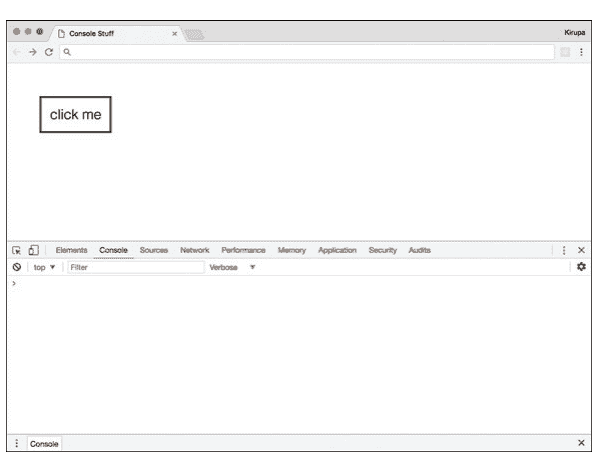 Console Stuff
Kirupa
click me
Elements Console Sources Network Performance Memory Application Security Audits
top Filter Verbose
Console